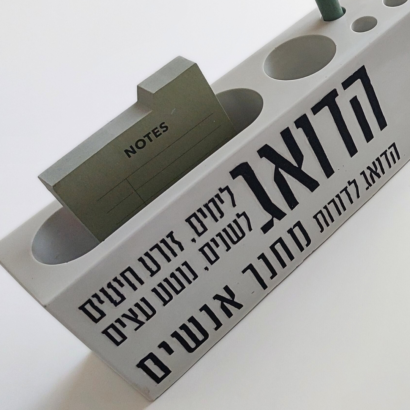 NOTES
הדואג
לימים, זורע חיטים
לשנים, נוטע עצים
הדואג לדורות מחנך אנשים